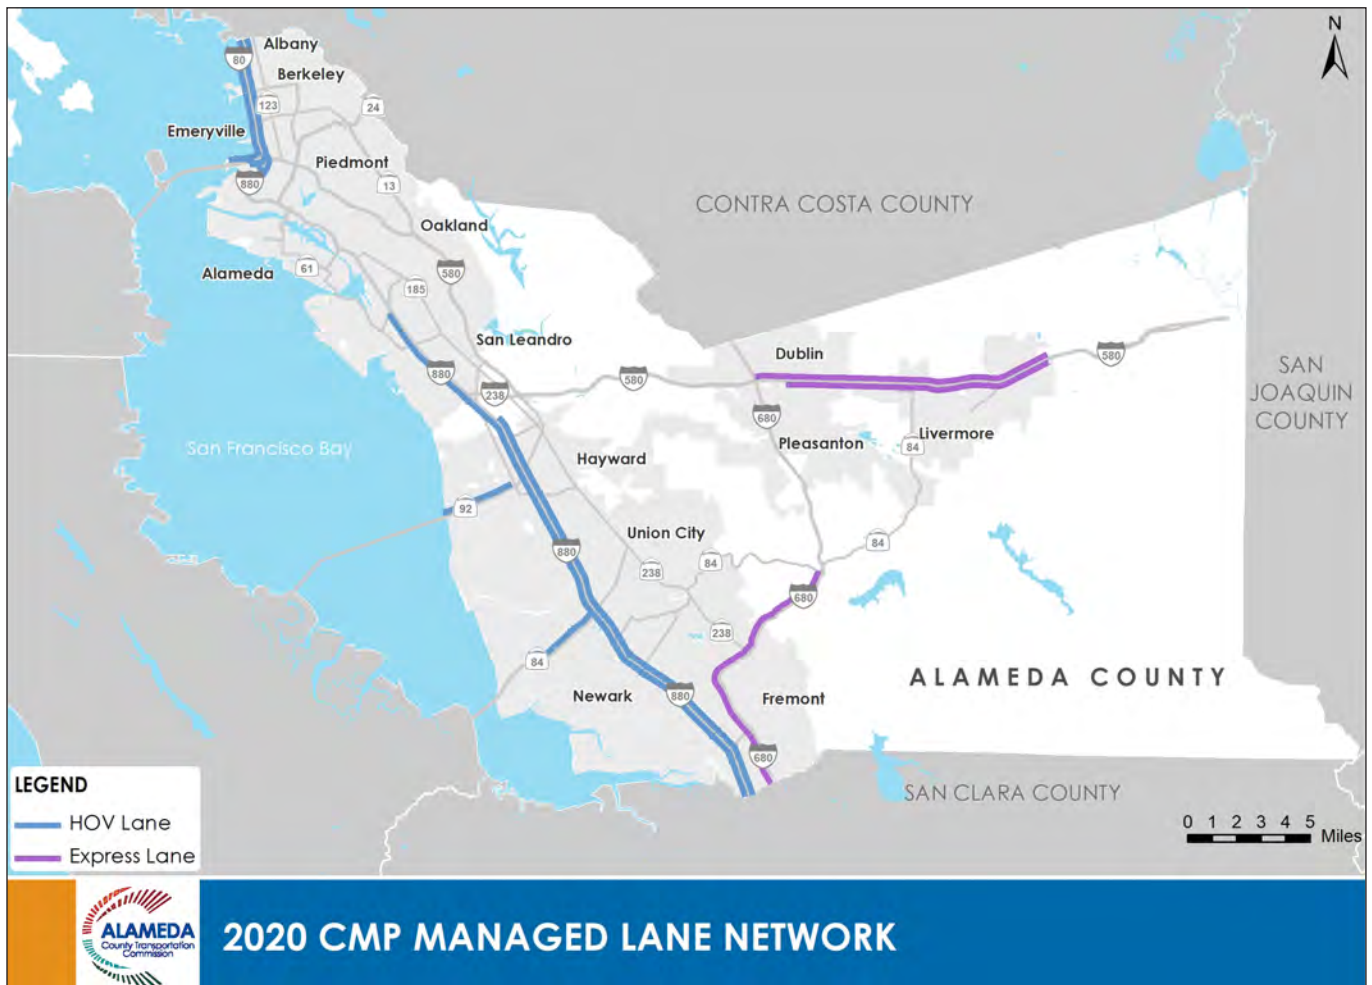 N
Albany
80
Berkeley
123
24
Emeryville
Piedmont
880
13
CONTRA COSTA COUNTY
Oakland
Alameda
61
580
185
San Leandro
Dublin
580
880
580
238
SAN
JOAQUIN
COUNTY
680
San Francisco Bay
Pleasanton
Livermore
84
Hayward
92
Union City
880
84
84
238
680
238
84
ALAMEDA COUNTY
Newark
880
Fremont
680
LEGEND
HOV Lane
Express Lane
SAN CLARA COUNTY
0 1 2 3 4 5
Miles
ALAMEDA
County Transportation
Commission
2020 CMP MANAGED LANE NETWORK